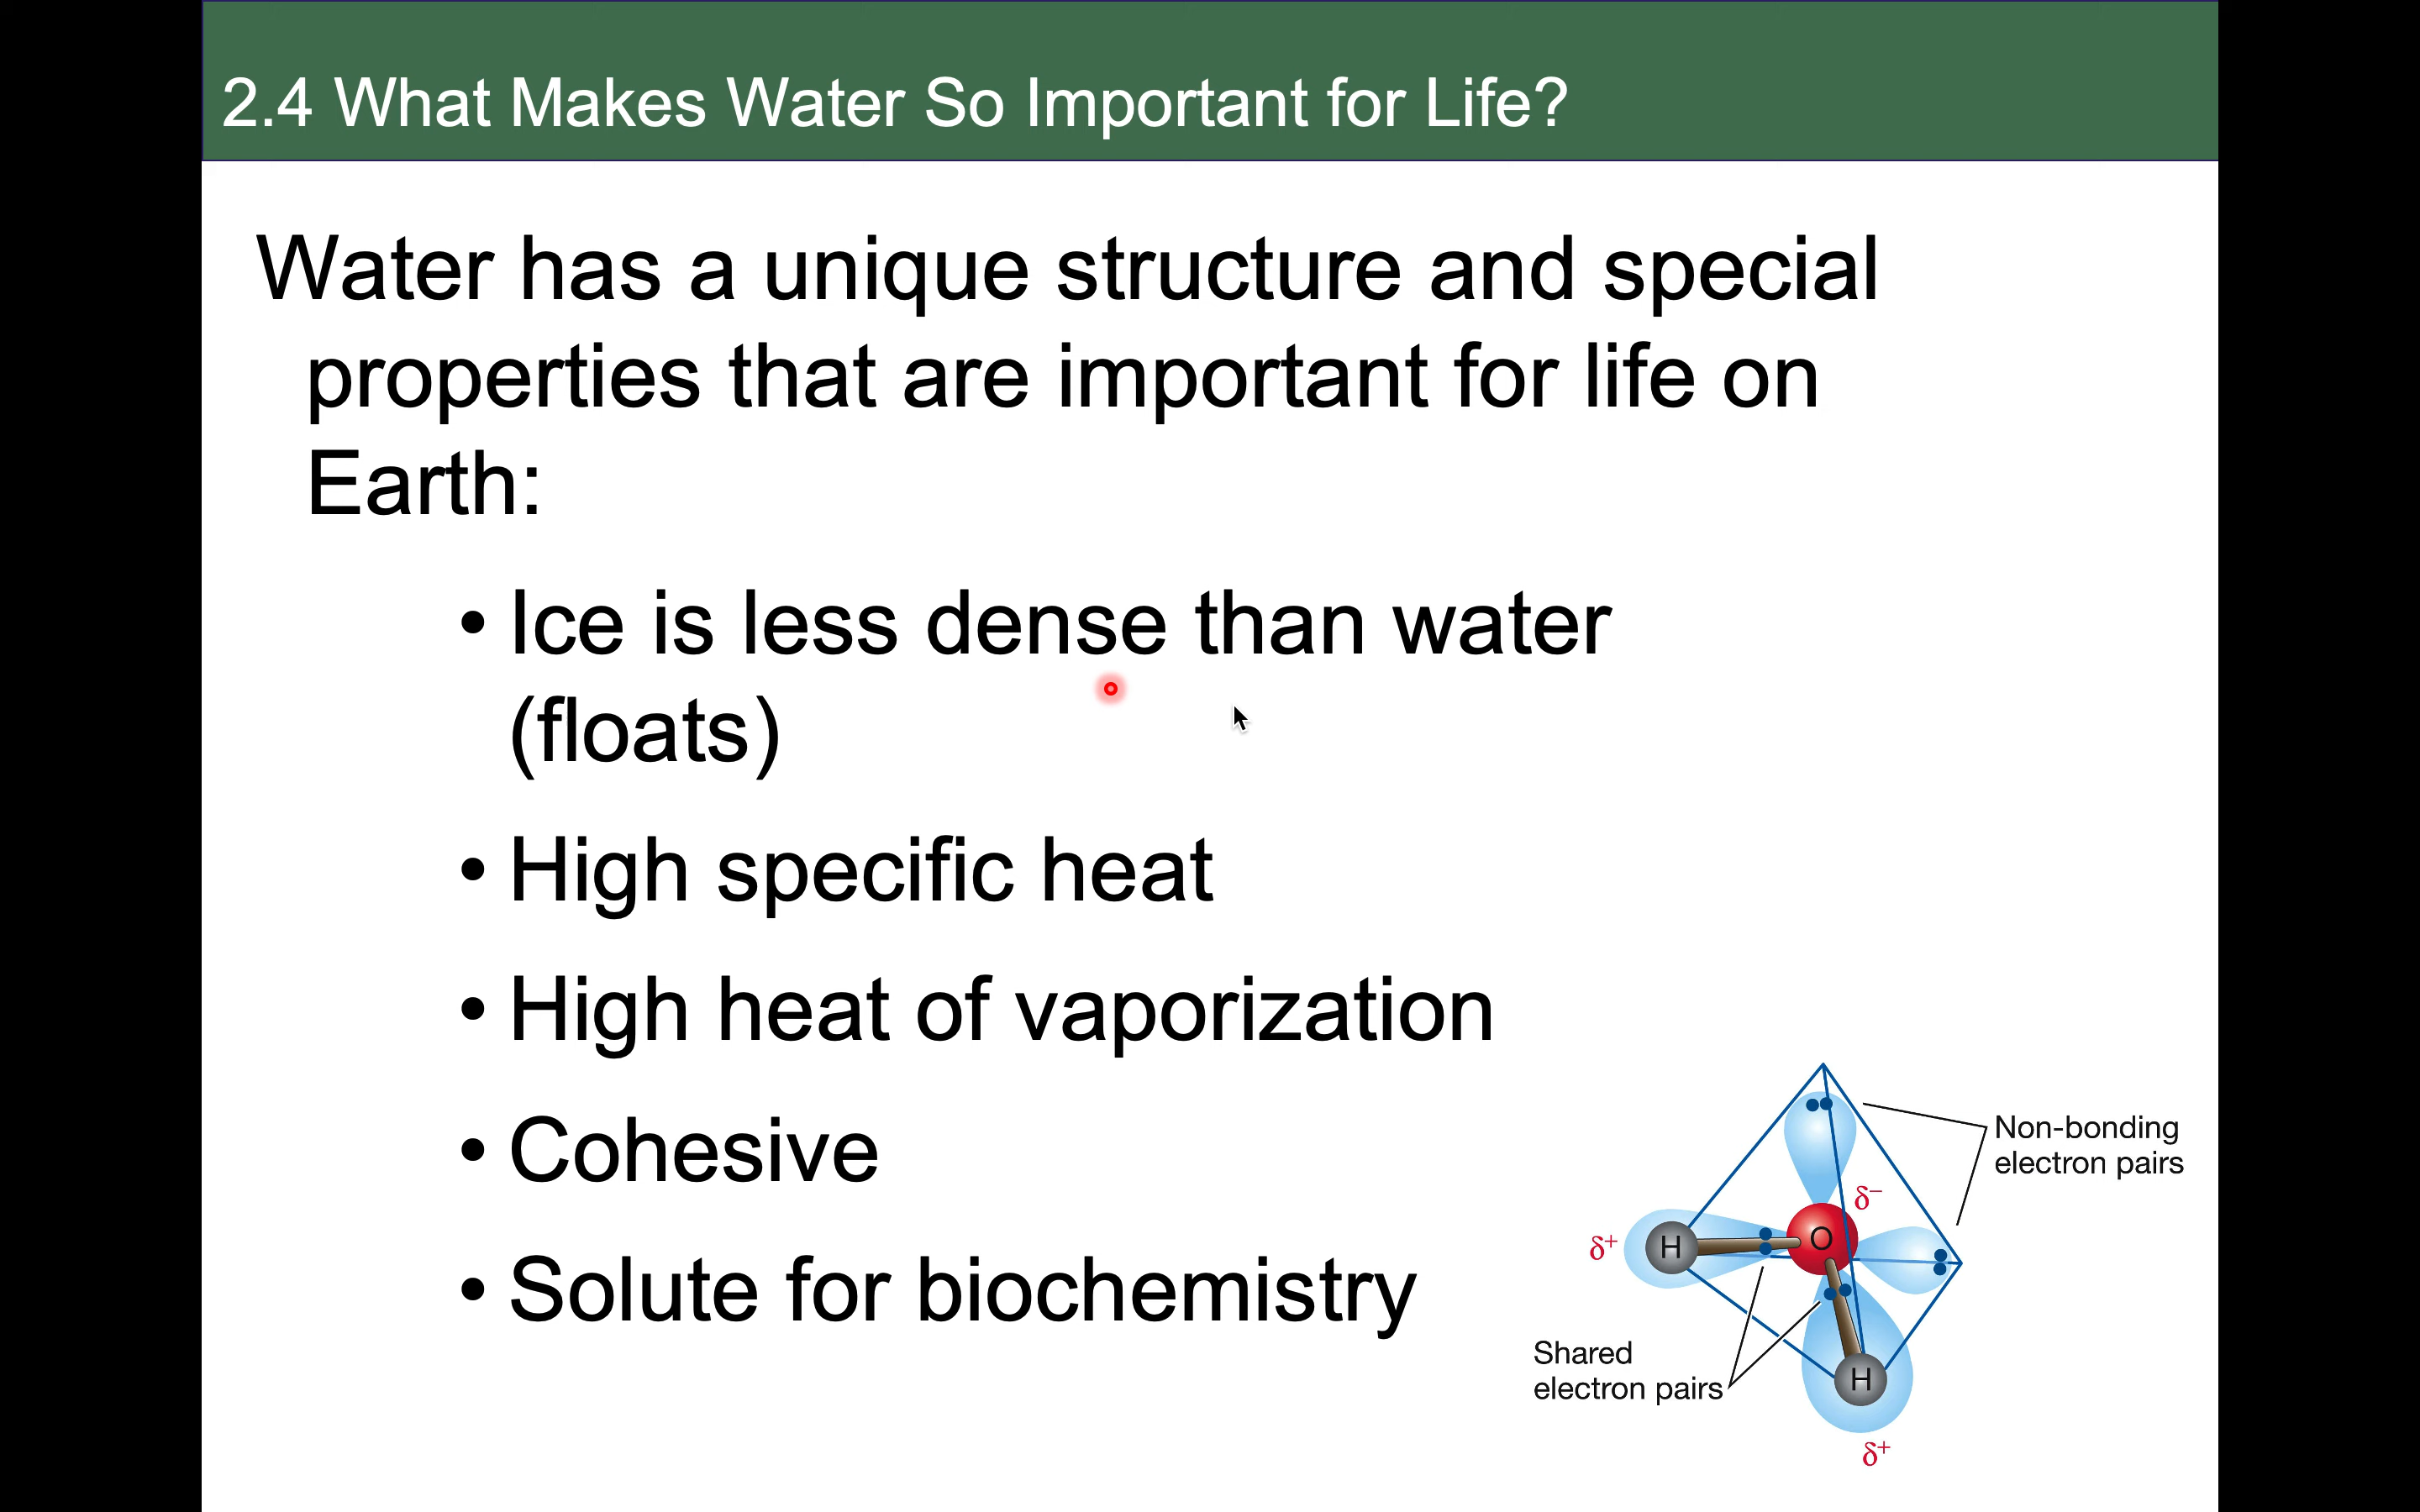 2.4 What Makes Water So Important for Life?
Water has a unique structure and special
properties that are important for life on
Earth:
• Ice is less dense than water
(floats)
• High specific heat
• High heat of vaporization
• Cohesive
• Solute for biochemistry
Non-bonding
electron pairs
δ–
δ+
H
O
Shared
electron pairs
H
δ+